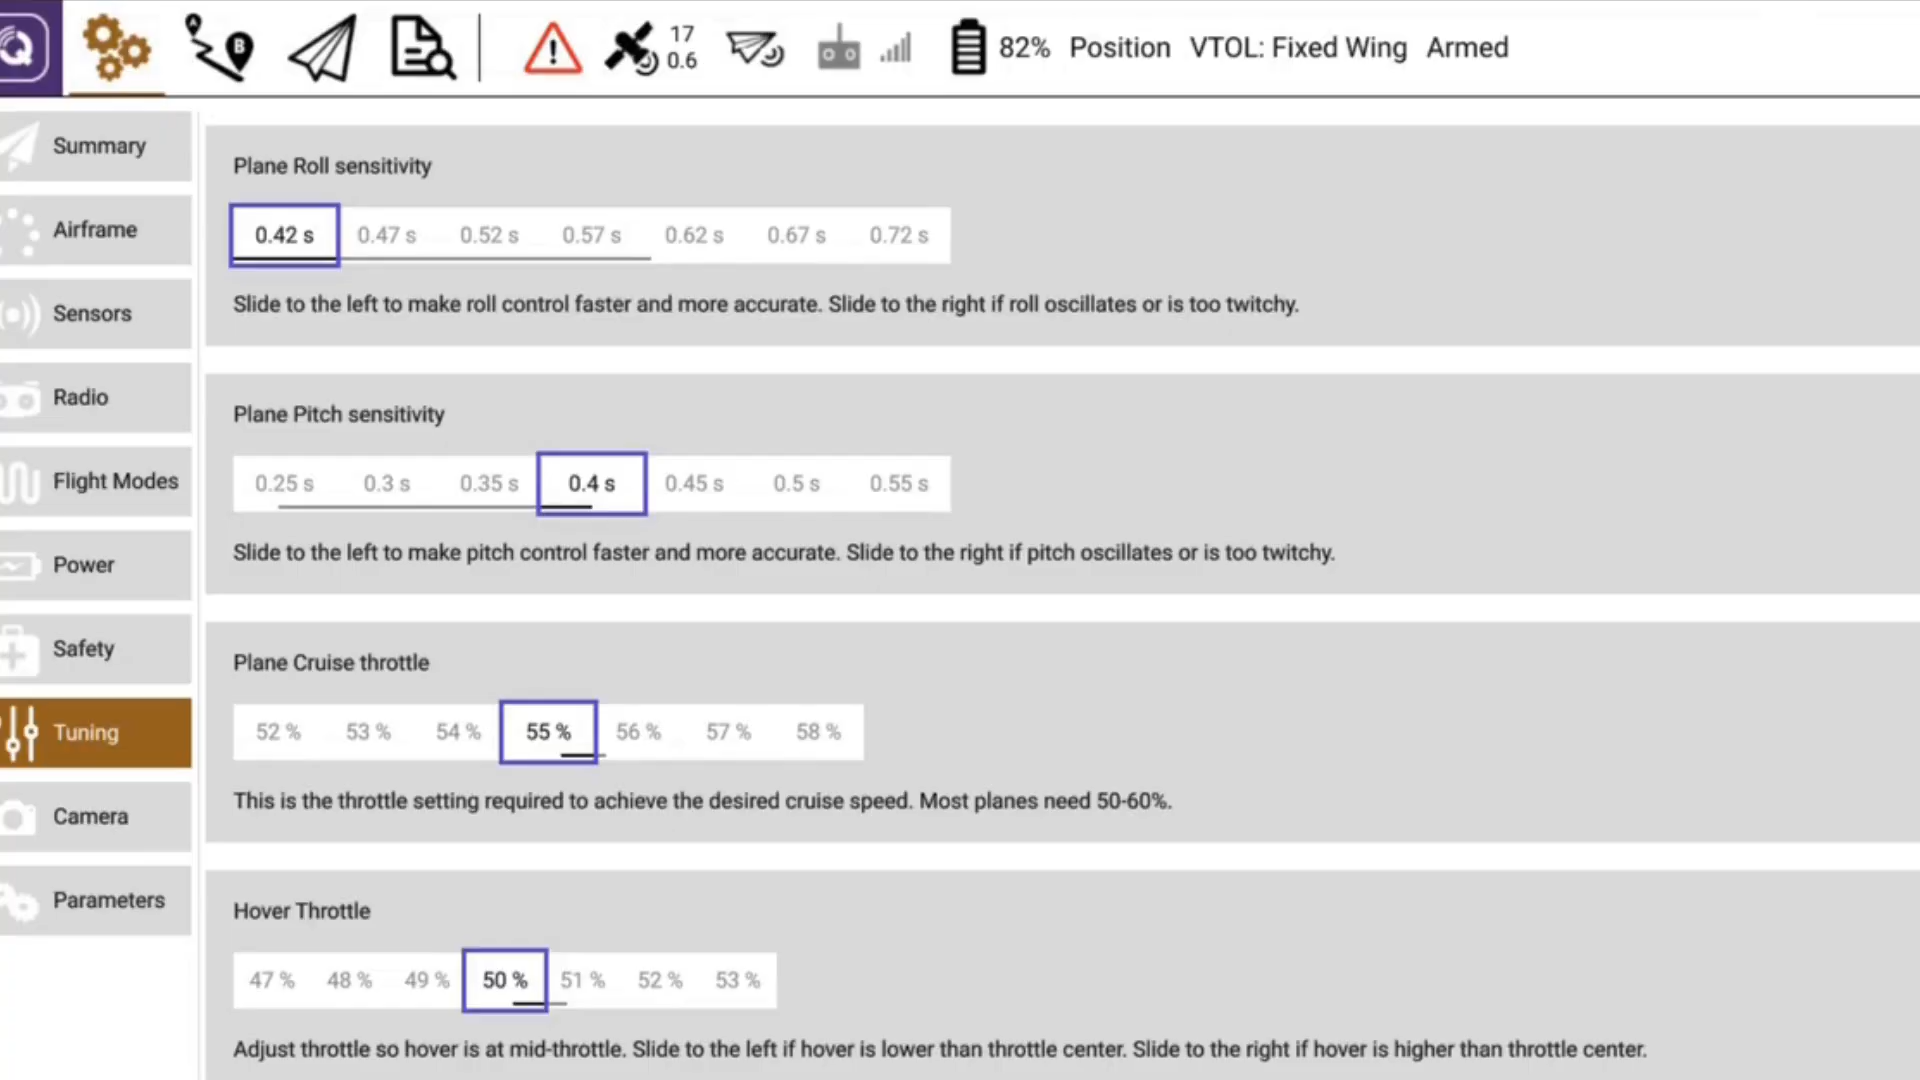 A
B
17
0.6
82% Position VTOL: Fixed Wing Armed
Summary
Airframe
Sensors
Radio
Flight Modes
Power
Safety
Tuning
Camera
Parameters
Plane Roll sensitivity
0.42 s 0.47 s 0.52 s 0.57 s 0.62 s 0.67 s 0.72 s
Slide to the left to make roll control faster and more accurate. Slide to the right if roll oscillates or is too twitchy.
Plane Pitch sensitivity
0.25 s 0.3 s 0.35 s 0.4 s 0.45 s 0.5 s 0.55 s
Slide to the left to make pitch control faster and more accurate. Slide to the right if pitch oscillates or is too twitchy.
Plane Cruise throttle
52 % 53 % 54 % 55 % 56 % 57 % 58 %
This is the throttle setting required to achieve the desired cruise speed. Most planes need 50-60%.
Hover Throttle
47 % 48 % 49 % 50 % 51 % 52 % 53 %
Adjust throttle so hover is at mid-throttle. Slide to the left if hover is lower than throttle center. Slide to the right if hover is higher than throttle center.